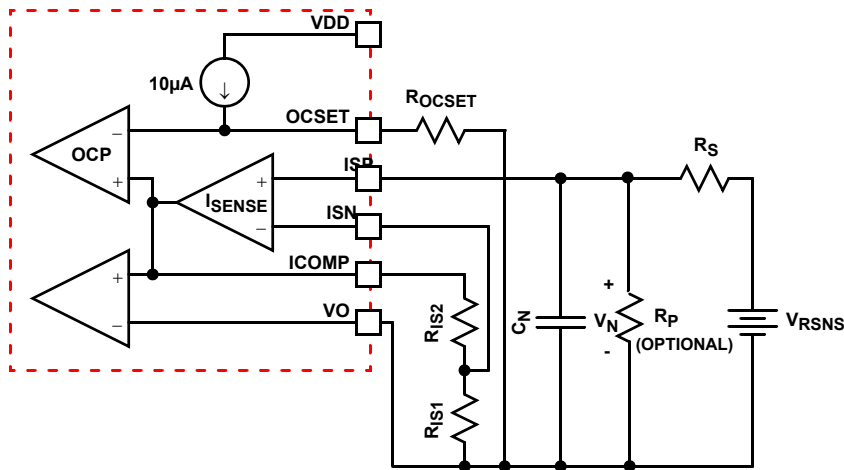 VDD
10µA
OCSET
ROCSET
OCP
ISP
RS
ISENSE
ISN
ICOMP
VO
RIS2
RIS1
CN
VN
RP
(OPTIONAL)
VRSNS
+
-
↓
−
+
+
−
+
−